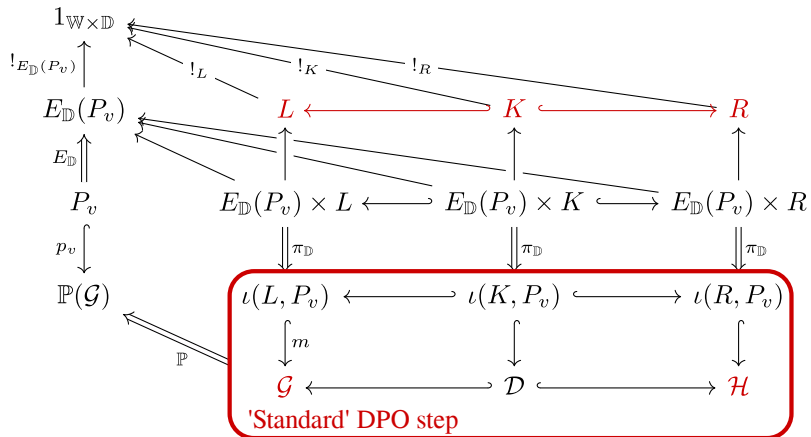 1_{𝕎×𝔻}
!_{E_𝔻(P_v)} !_L !_K !_R
E_𝔻(P_v) L K R
E_𝔻
P_v E_𝔻(P_v) × L E_𝔻(P_v) × K E_𝔻(P_v) × R
p_v π_𝔻 π_𝔻 π_𝔻
ℙ(𝒢) ι(L, P_v) ι(K, P_v) ι(R, P_v)
ℙ m
𝒢 𝒟 ℋ
'Standard' DPO step